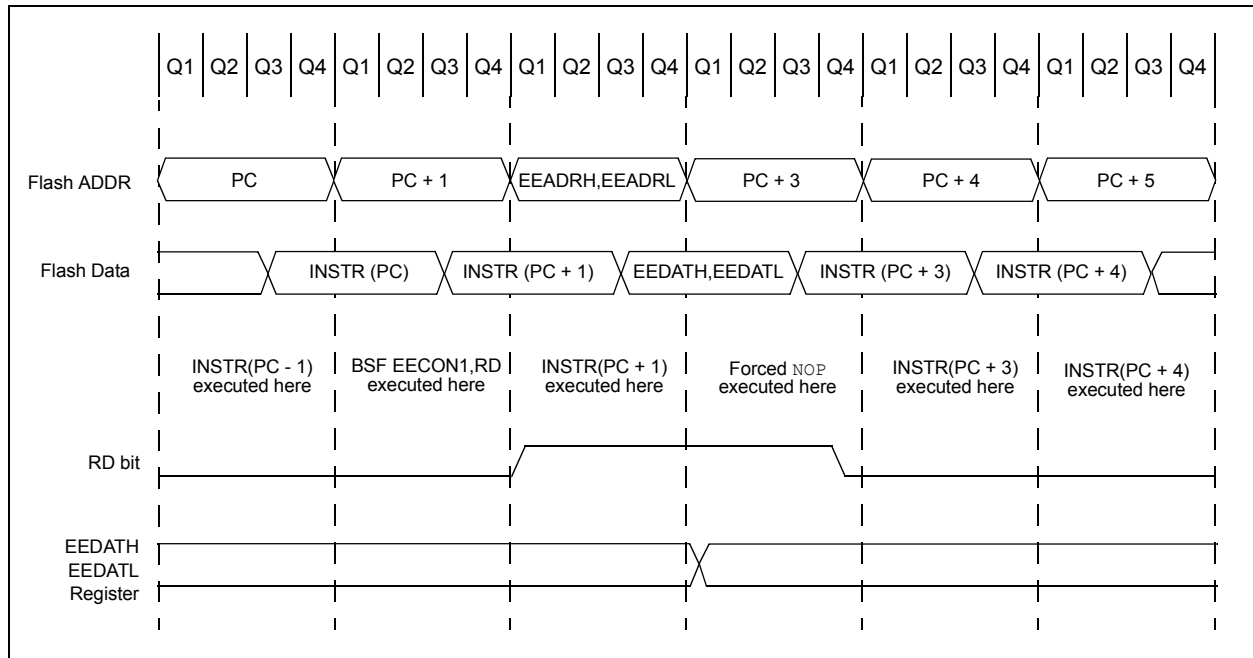 Q1 Q2 Q3 Q4 Q1 Q2 Q3 Q4 Q1 Q2 Q3 Q4 Q1 Q2 Q3 Q4 Q1 Q2 Q3 Q4 Q1 Q2 Q3 Q4
Flash ADDR PC PC + 1 EEADRH,EEADRL PC + 3 PC + 4 PC + 5
Flash Data INSTR (PC) INSTR (PC + 1) EEDATH,EEDATL INSTR (PC + 3) INSTR (PC + 4)
INSTR(PC - 1) BSF EECON1,RD INSTR(PC + 1) Forced NOP INSTR(PC + 3) INSTR(PC + 4)
executed here executed here executed here executed here executed here executed here
RD bit
EEDATH
EEDATL
Register